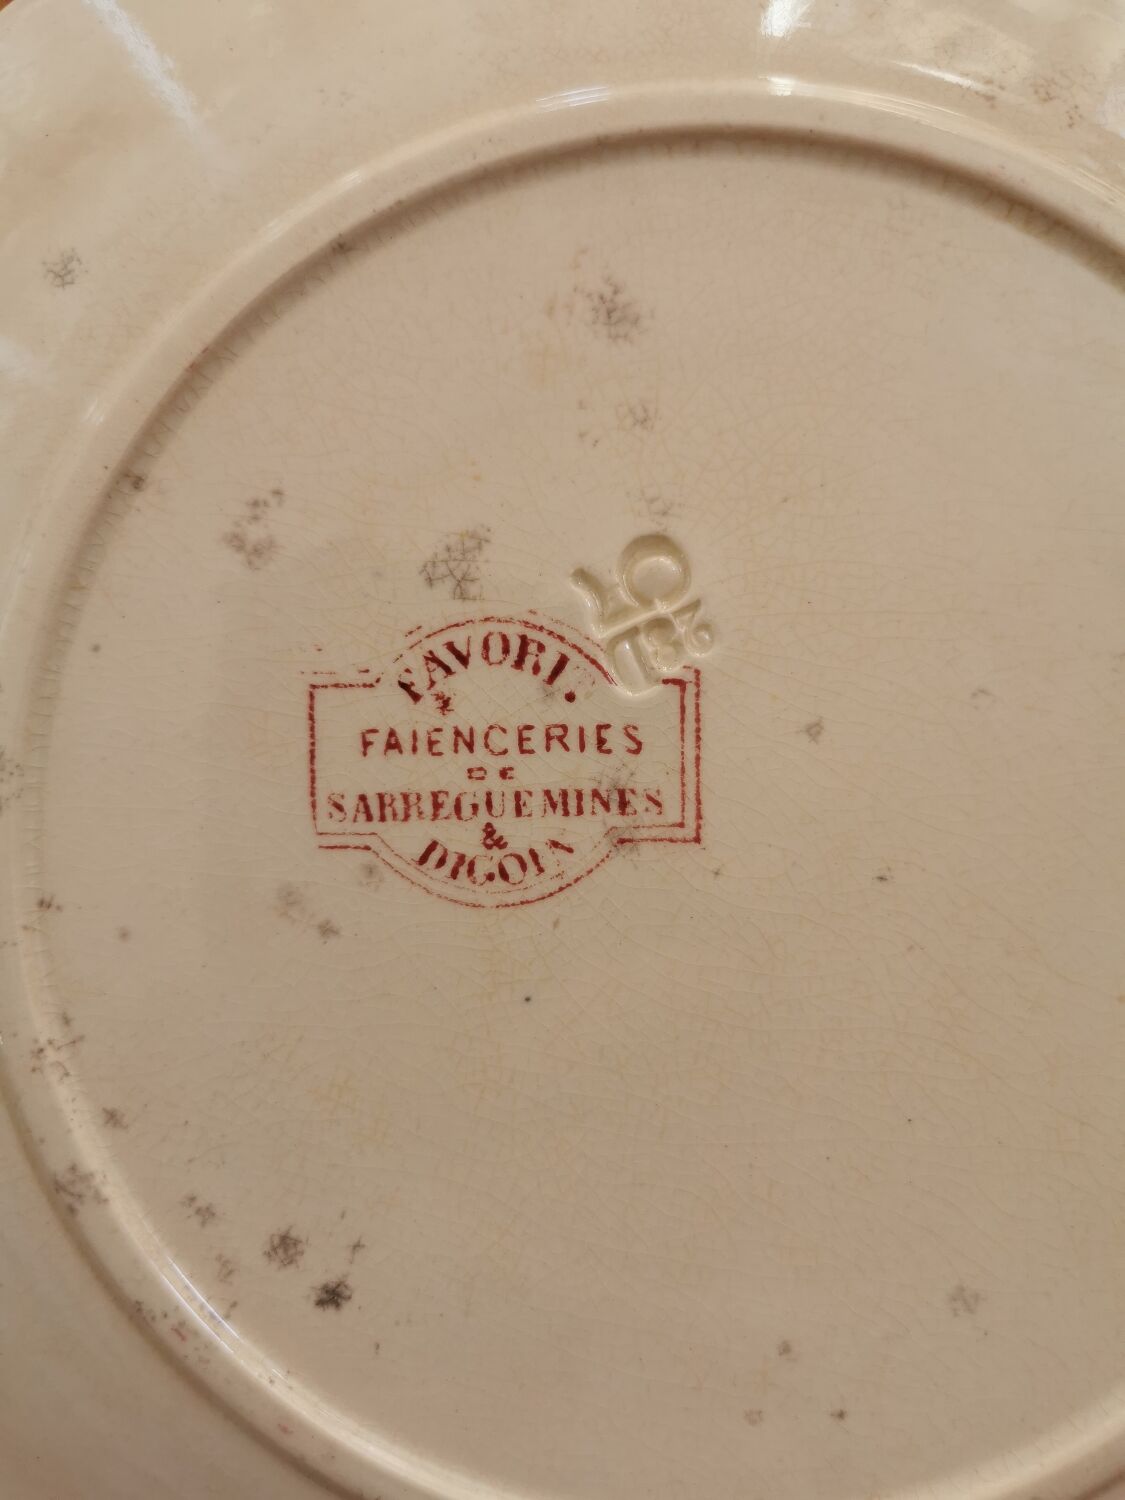 FAVORI.
FAIENCERIES
DE
SARREGUEMINES
&
DIGOIN